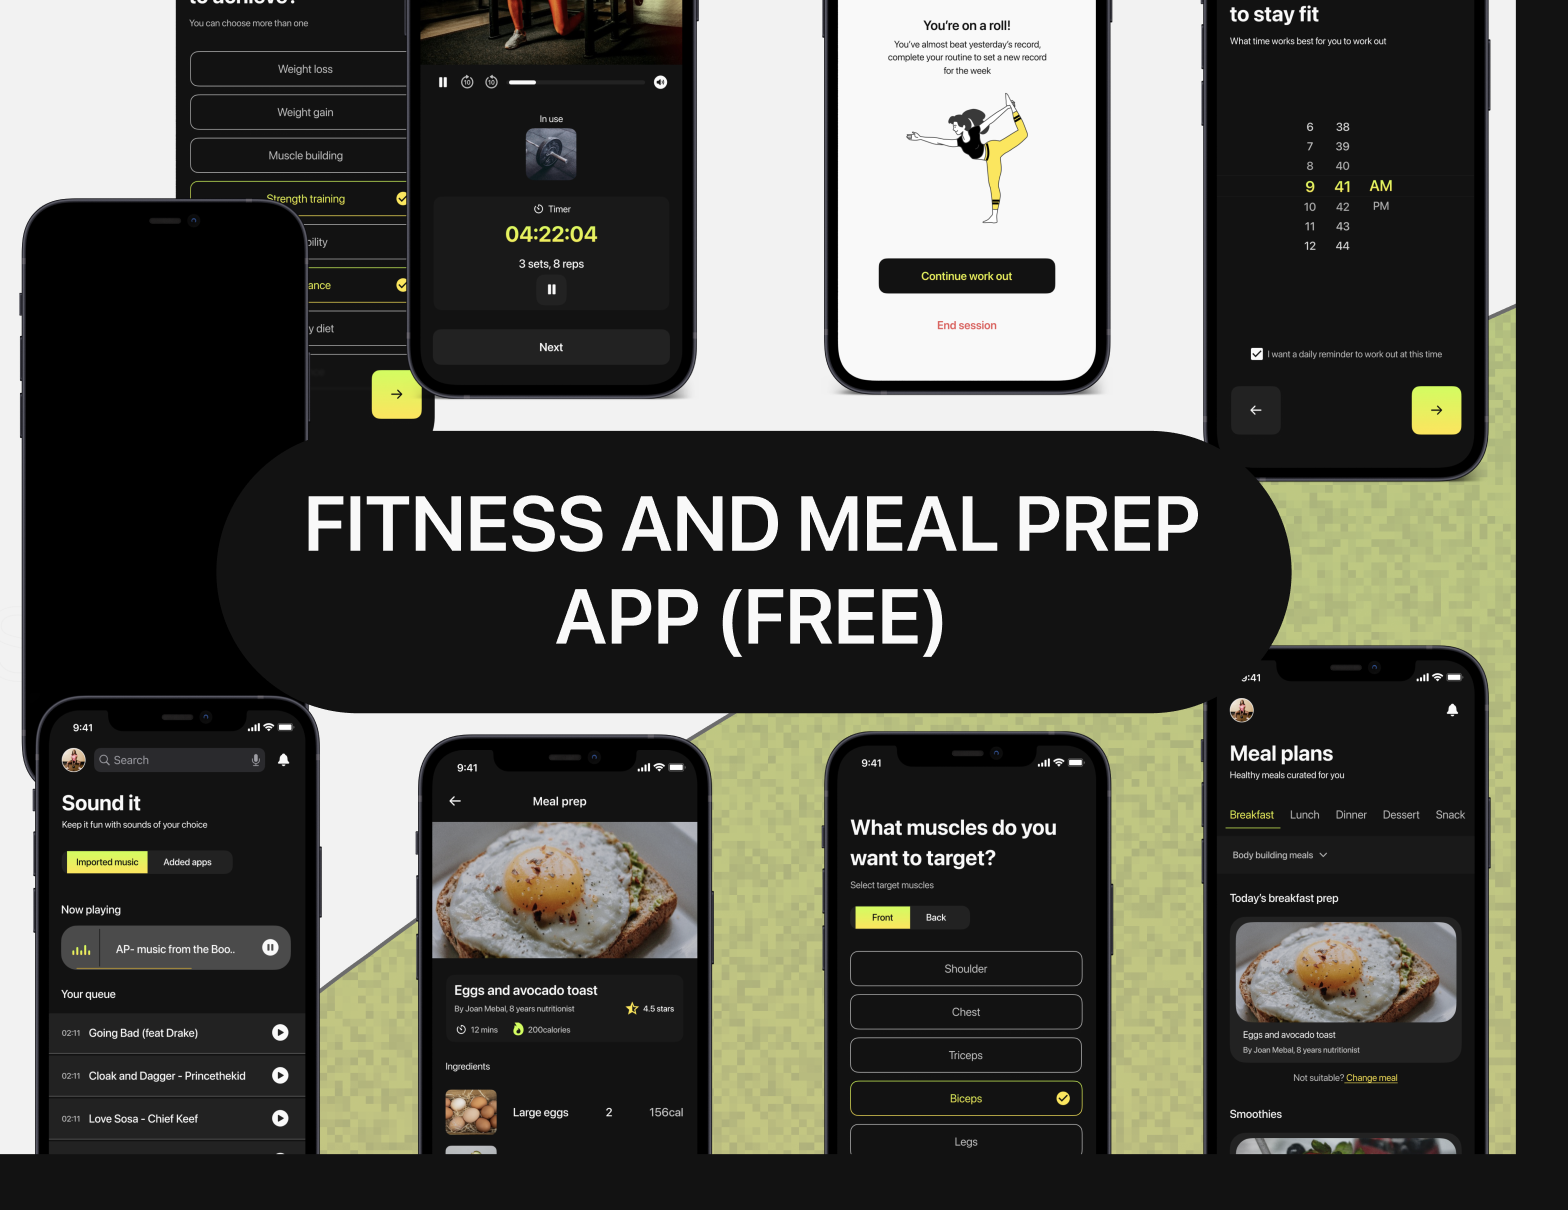 to achieve?
You can choose more than one
Weight loss
Weight gain
Muscle building
Strength training
bility
ance
y diet
10
10
In use
Timer
04:22:04
3 sets, 8 reps
Next
You're on a roll!
You've almost beat yesterday's record,
complete your routine to set a new record
for the week
Continue work out
End session
to stay fit
What time works best for you to work out
6 38
7 39
8 40
9 41 AM
10 42 PM
11 43
12 44
I want a daily reminder to work out at this time
FITNESS AND MEAL PREP
APP (FREE)
9:41
Search
Sound it
Keep it fun with sounds of your choice
Imported music Added apps
Now playing
AP- music from the Boo..
Your queue
02:11 Going Bad (feat Drake)
02:11 Cloak and Dagger - Princethekid
02:11 Love Sosa - Chief Keef
9:41
Meal prep
Eggs and avocado toast
By Joan Mebal, 8 years nutritionist 4.5 stars
12 mins 200calories
Ingredients
Large eggs 2 156cal
9:41
What muscles do you
want to target?
Select target muscles
Front Back
Shoulder
Chest
Triceps
Biceps
Legs
9:41
Meal plans
Healthy meals curated for you
Breakfast Lunch Dinner Dessert Snack
Body building meals
Today's breakfast prep
Eggs and avocado toast
By Joan Mebal, 8 years nutritionist
Not suitable? Change meal
Smoothies